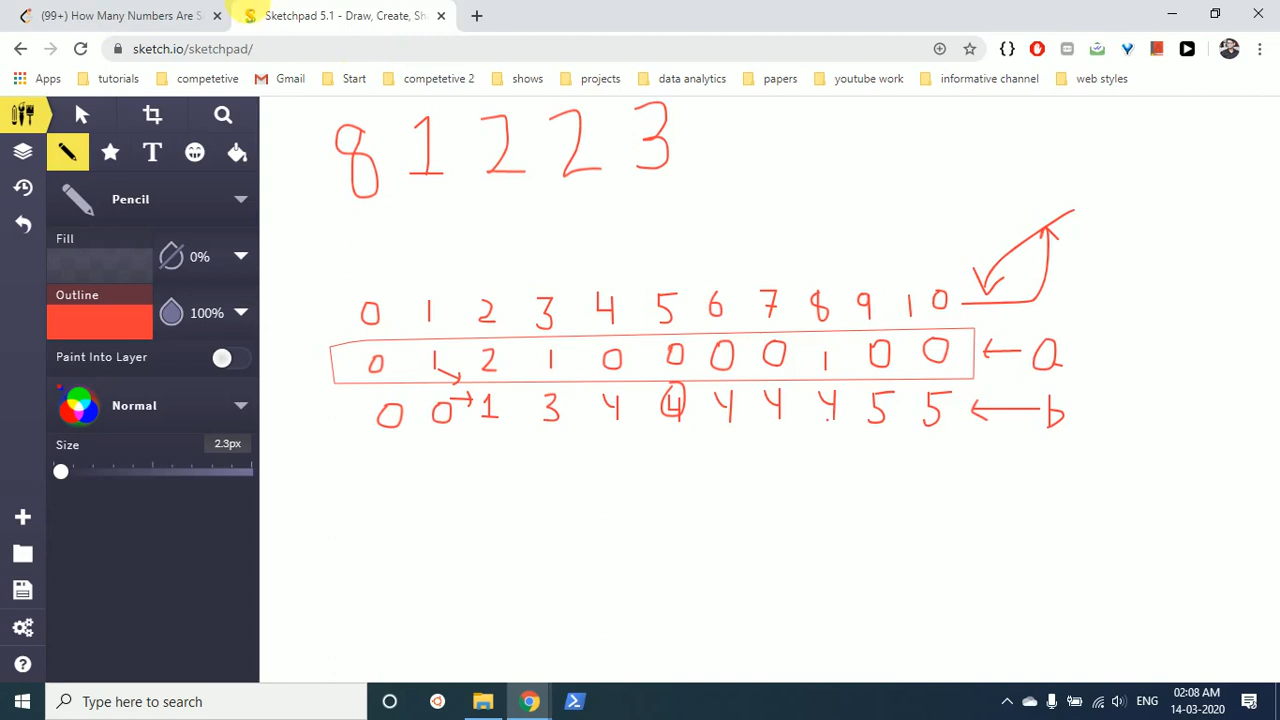 (99+) How Many Numbers Are S
Sketchpad 5.1 - Draw, Create, Sha
sketch.io/sketchpad/
Apps tutorials competetive Gmail Start competetive 2 shows projects data analytics papers youtube work informative channel web styles
Pencil
Fill
0%
Outline
100%
Paint Into Layer
Normal
Size
2.3px
8 1 2 2 3
0 1 2 3 4 5 6 7 8 9 10
0 1 2 1 0 0 0 0 1 0 0 a
0 0 1 3 4 4 4 4 4 5 5 b
Type here to search
ENG
02:08 AM
14-03-2020